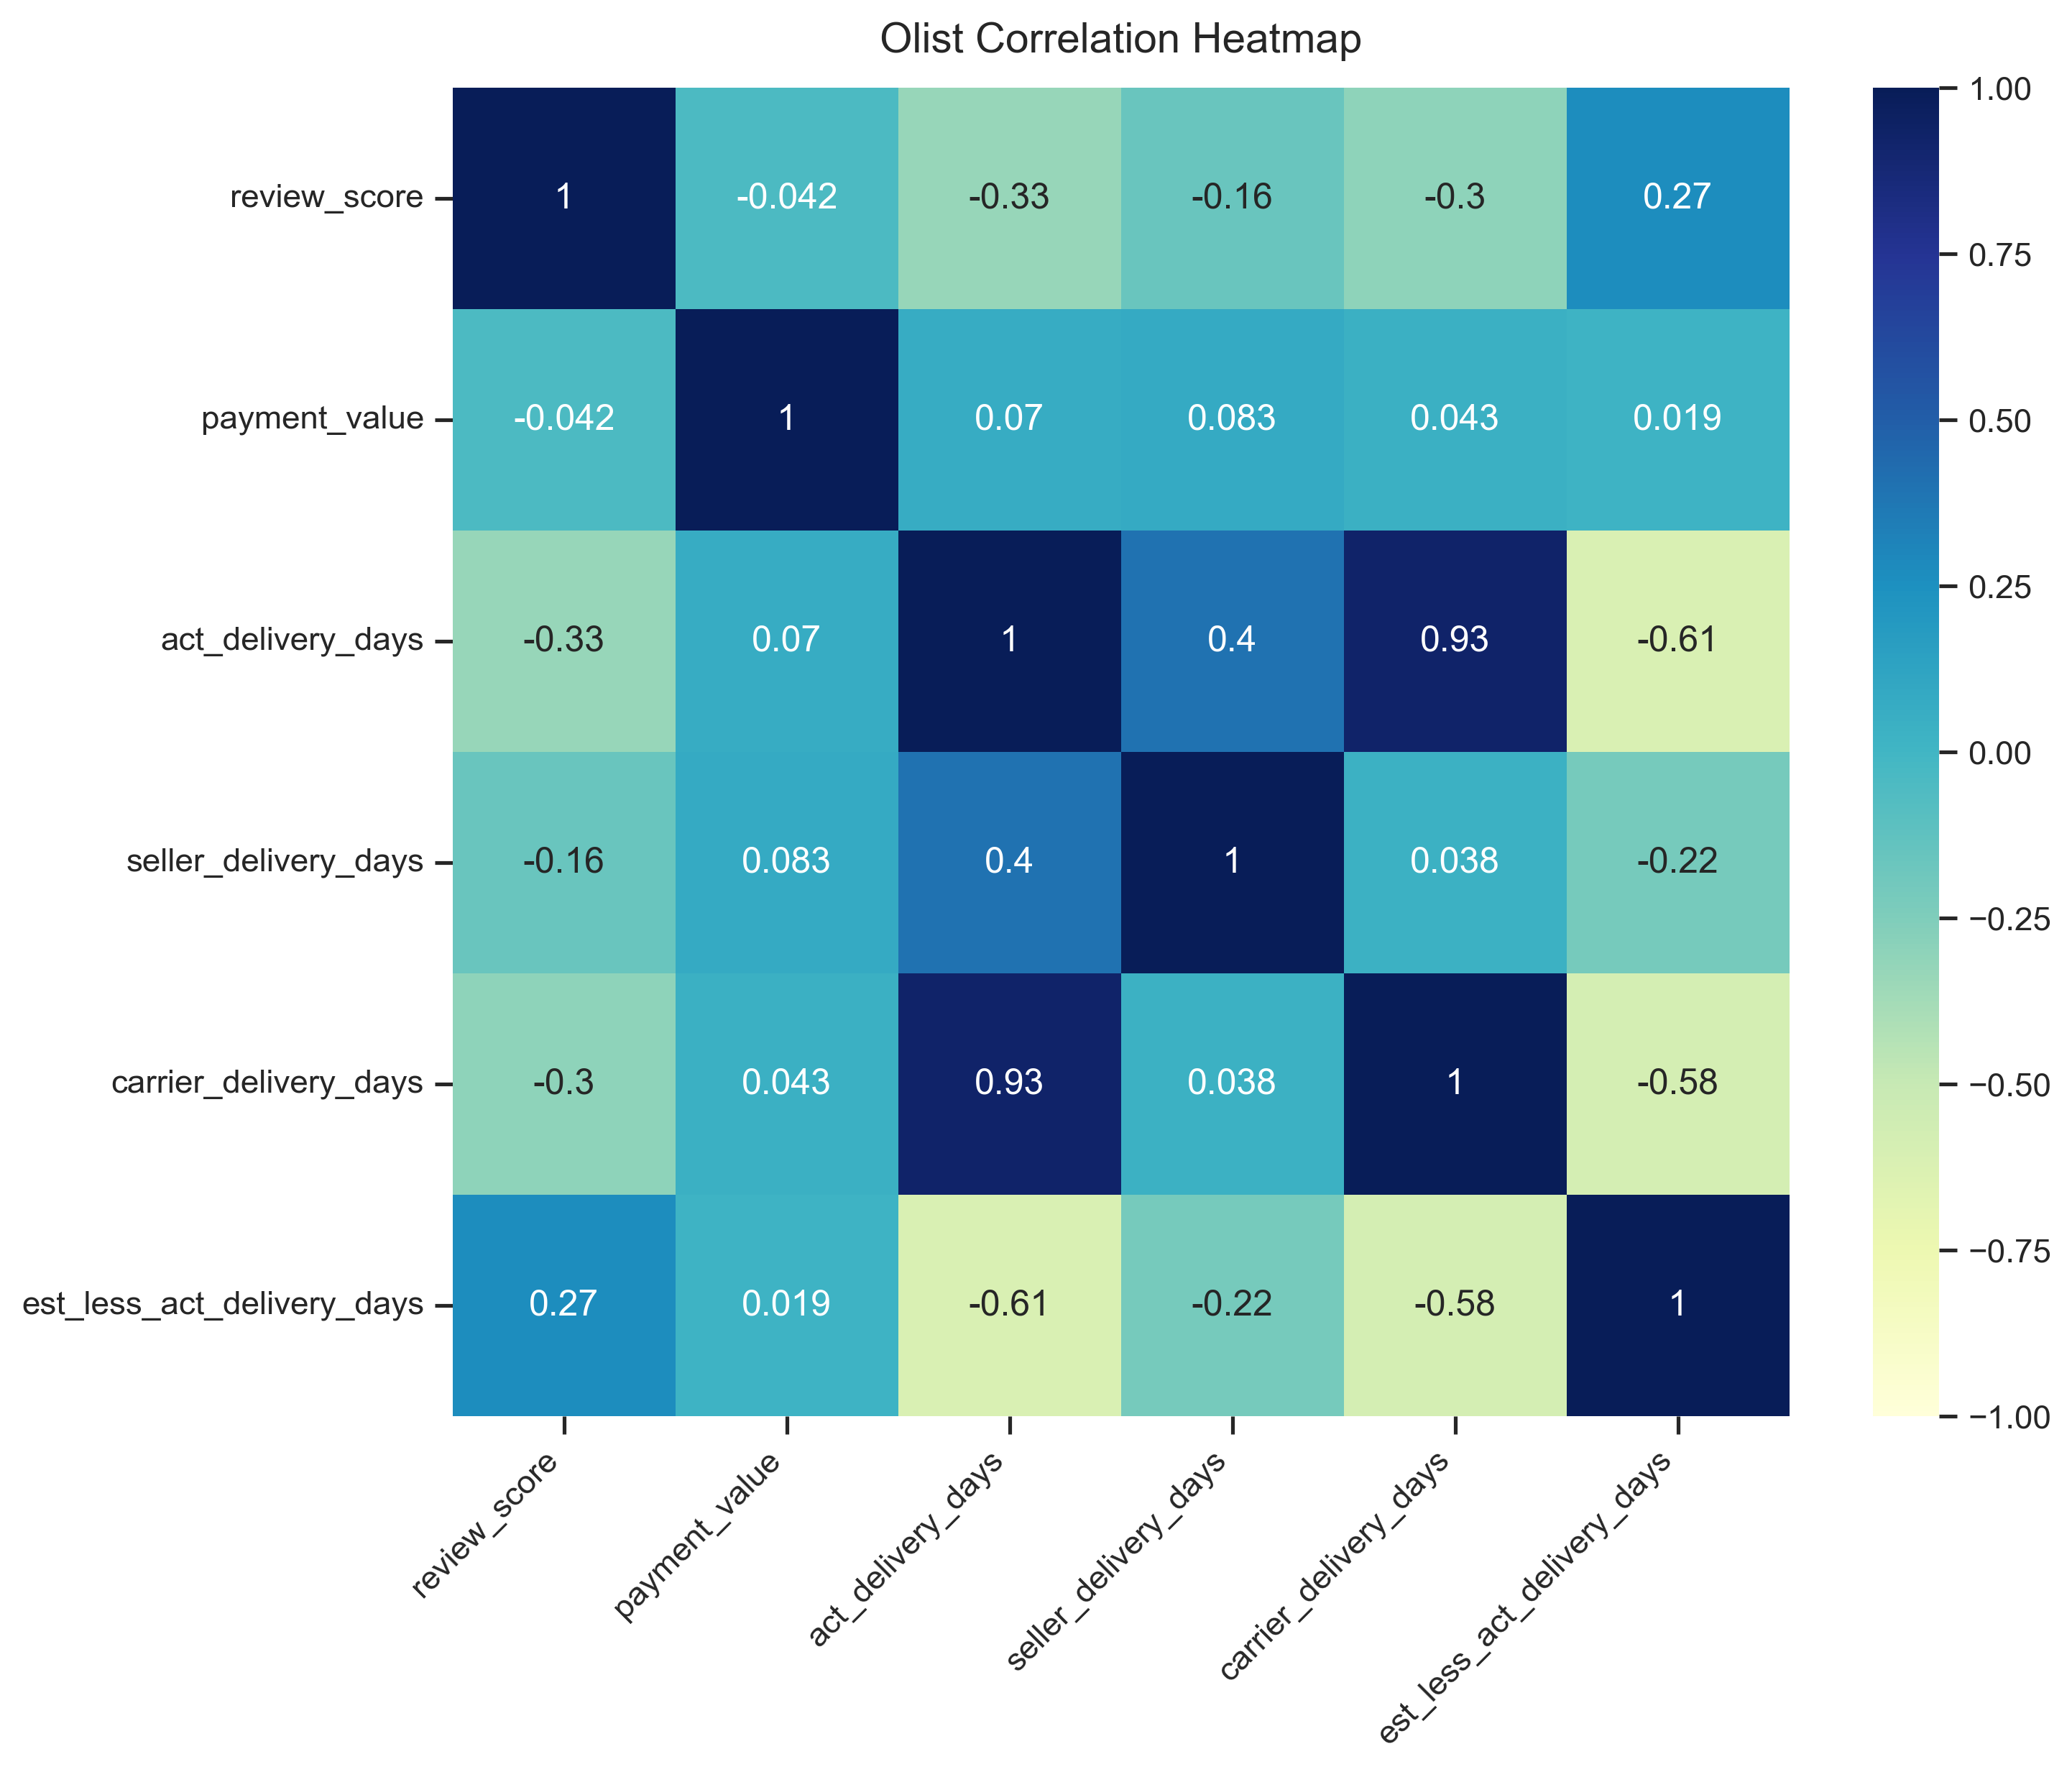 Olist Correlation Heatmap
review_score 1 -0.042 -0.33 -0.16 -0.3 0.27
payment_value -0.042 1 0.07 0.083 0.043 0.019
act_delivery_days -0.33 0.07 1 0.4 0.93 -0.61
seller_delivery_days -0.16 0.083 0.4 1 0.038 -0.22
carrier_delivery_days -0.3 0.043 0.93 0.038 1 -0.58
est_less_act_delivery_days 0.27 0.019 -0.61 -0.22 -0.58 1
review_score
payment_value
act_delivery_days
seller_delivery_days
carrier_delivery_days
est_less_act_delivery_days
1.00
0.75
0.50
0.25
0.00
−0.25
−0.50
−0.75
−1.00